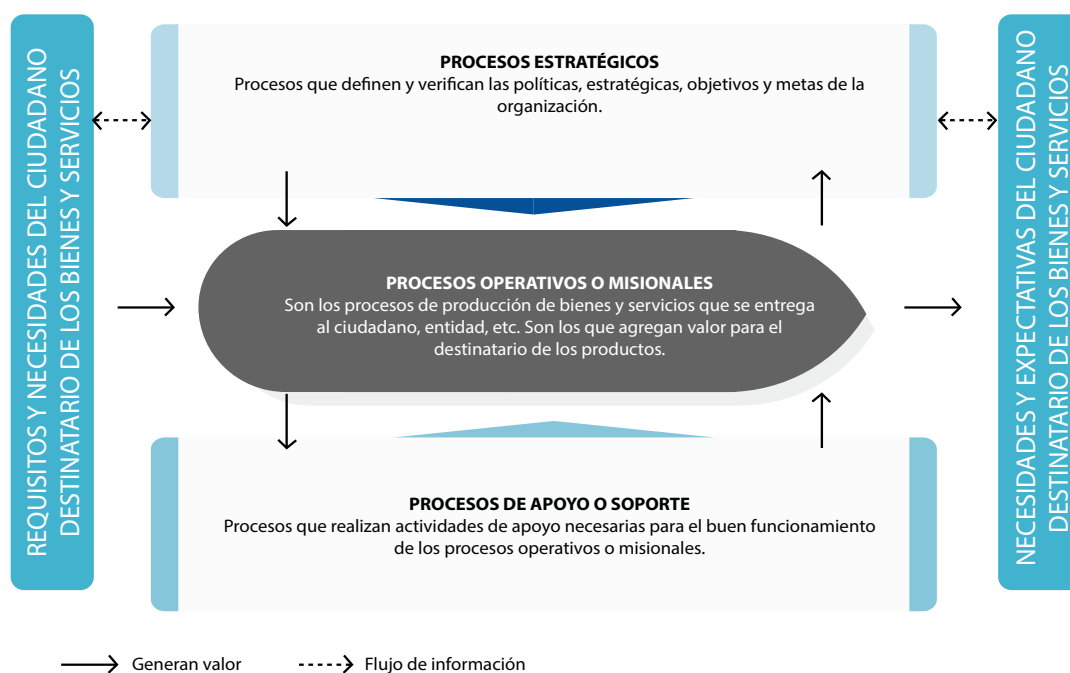 REQUISITOS Y NECESIDADES DEL CIUDADANO
DESTINATARIO DE LOS BIENES Y SERVICIOS
PROCESOS ESTRATÉGICOS
Procesos que definen y verifican las políticas, estratégicas, objetivos y metas de la
organización.
PROCESOS OPERATIVOS O MISIONALES
Son los procesos de producción de bienes y servicios que se entrega
al ciudadano, entidad, etc. Son los que agregan valor para el
destinatario de los productos.
PROCESOS DE APOYO O SOPORTE
Procesos que realizan actividades de apoyo necesarias para el buen funcionamiento
de los procesos operativos o misionales.
NECESIDADES Y EXPECTATIVAS DEL CIUDADANO
DESTINATARIO DE LOS BIENES Y SERVICIOS
Generan valor
Flujo de información